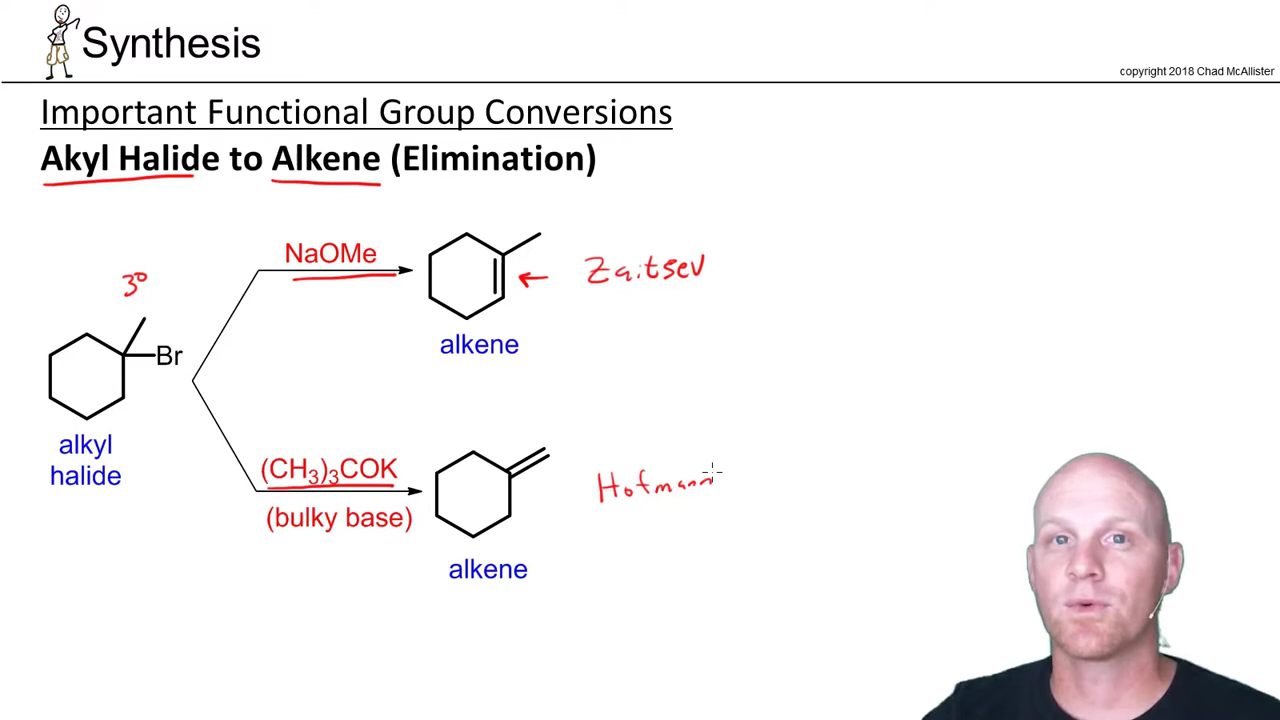 Synthesis
copyright 2018 Chad McAllister
Important Functional Group Conversions
Akyl Halide to Alkene (Elimination)
NaOMe
Zaitsev
3°
alkene
Br
alkyl
halide
(CH3)3COK
(bulky base)
Hofmann
alkene